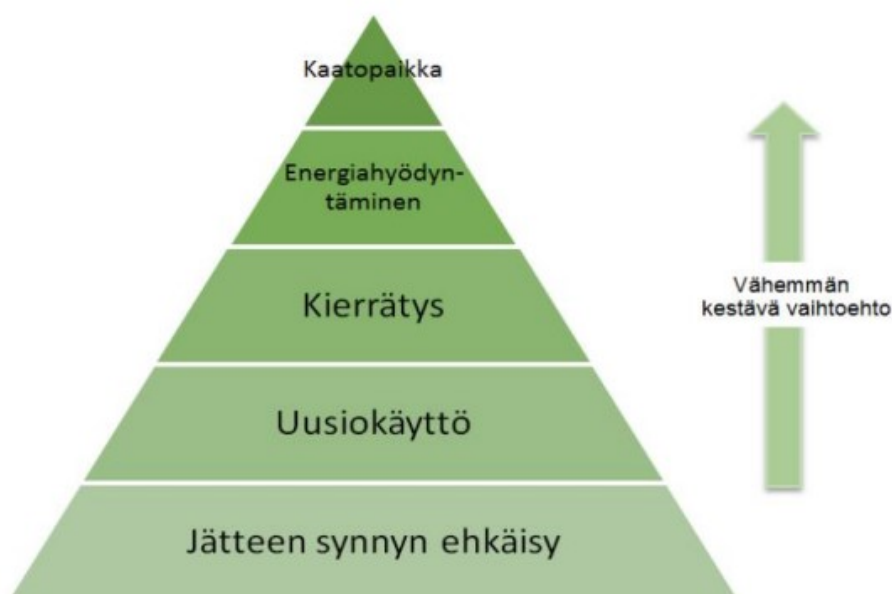 Kaatopaikka
Energiahyödyn-
täminen
Kierrätys
Uusiokäyttö
Jätteen synnyn ehkäisy
Vähemmän
kestävä vaihtoehto